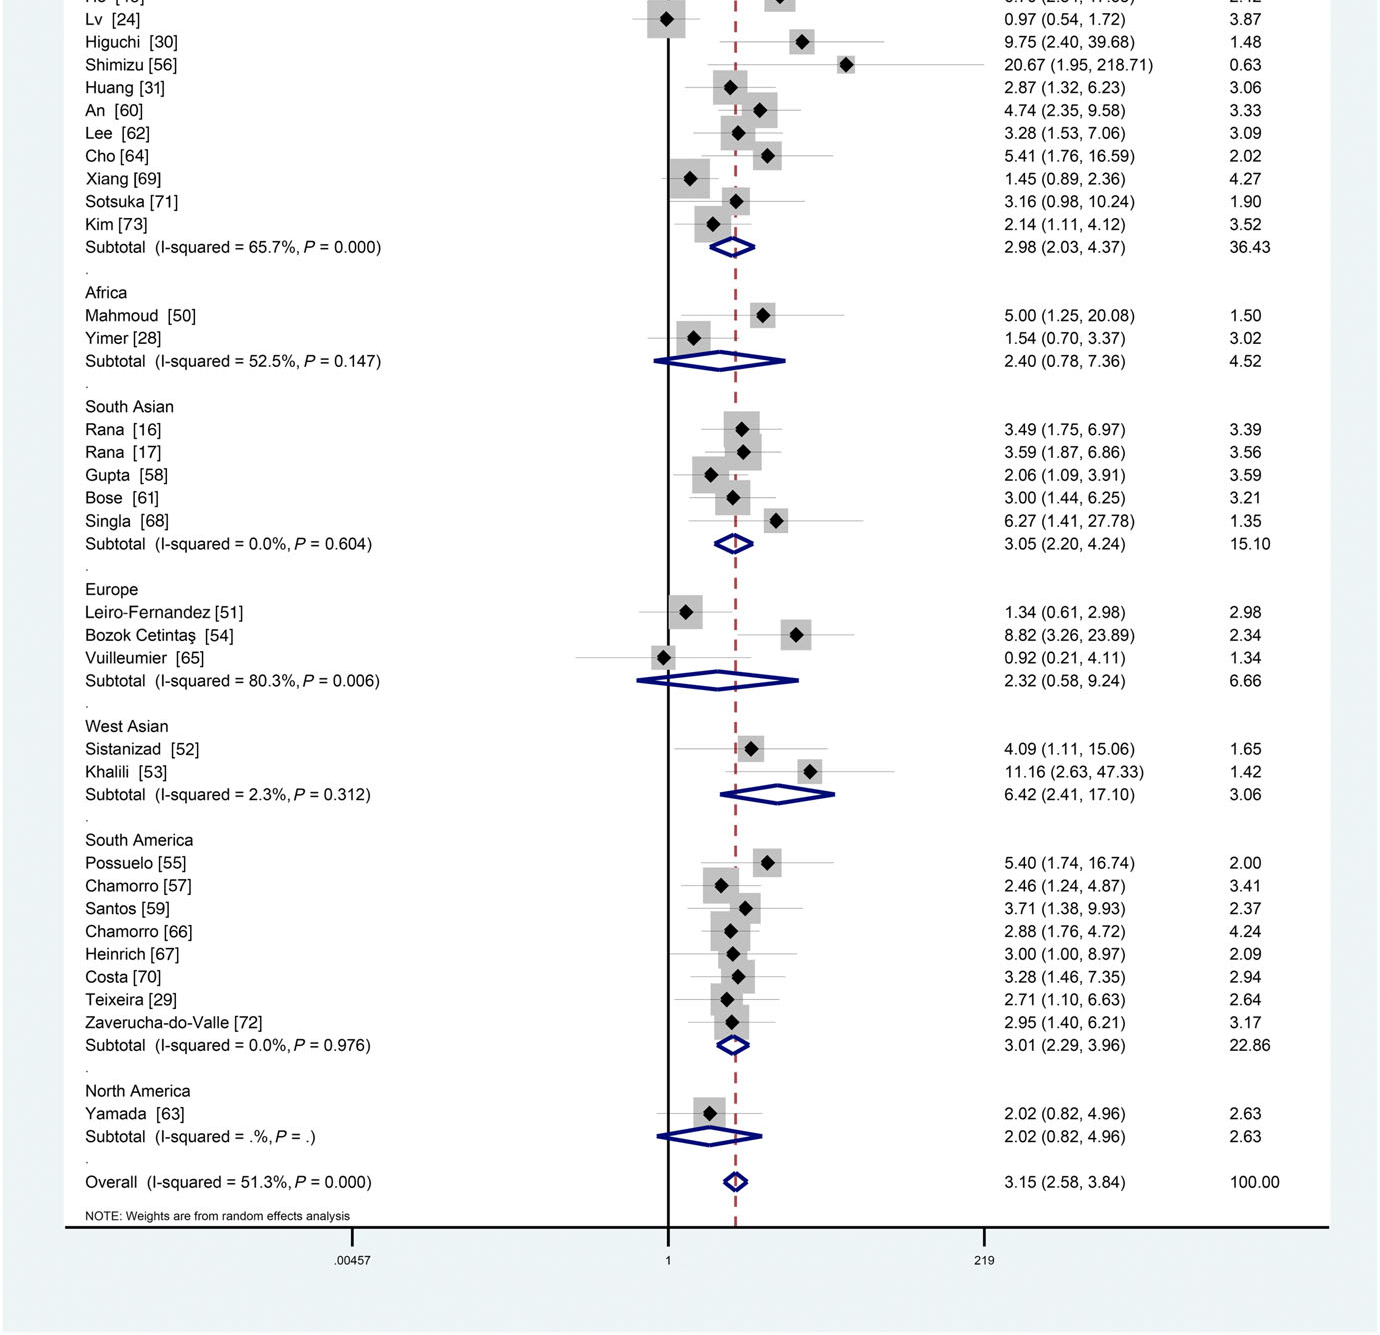 Lv [24] 0.97 (0.54, 1.72) 3.87
Higuchi [30] 9.75 (2.40, 39.68) 1.48
Shimizu [56] 20.67 (1.95, 218.71) 0.63
Huang [31] 2.87 (1.32, 6.23) 3.06
An [60] 4.74 (2.35, 9.58) 3.33
Lee [62] 3.28 (1.53, 7.06) 3.09
Cho [64] 5.41 (1.76, 16.59) 2.02
Xiang [69] 1.45 (0.89, 2.36) 4.27
Sotsuka [71] 3.16 (0.98, 10.24) 1.90
Kim [73] 2.14 (1.11, 4.12) 3.52
Subtotal (I-squared = 65.7%, P = 0.000) 2.98 (2.03, 4.37) 36.43
.
Africa
Mahmoud [50] 5.00 (1.25, 20.08) 1.50
Yimer [28] 1.54 (0.70, 3.37) 3.02
Subtotal (I-squared = 52.5%, P = 0.147) 2.40 (0.78, 7.36) 4.52
.
South Asian
Rana [16] 3.49 (1.75, 6.97) 3.39
Rana [17] 3.59 (1.87, 6.86) 3.56
Gupta [58] 2.06 (1.09, 3.91) 3.59
Bose [61] 3.00 (1.44, 6.25) 3.21
Singla [68] 6.27 (1.41, 27.78) 1.35
Subtotal (I-squared = 0.0%, P = 0.604) 3.05 (2.20, 4.24) 15.10
.
Europe
Leiro-Fernandez [51] 1.34 (0.61, 2.98) 2.98
Bozok Cetintaş [54] 8.82 (3.26, 23.89) 2.34
Vuilleumier [65] 0.92 (0.21, 4.11) 1.34
Subtotal (I-squared = 80.3%, P = 0.006) 2.32 (0.58, 9.24) 6.66
.
West Asian
Sistanizad [52] 4.09 (1.11, 15.06) 1.65
Khalili [53] 11.16 (2.63, 47.33) 1.42
Subtotal (I-squared = 2.3%, P = 0.312) 6.42 (2.41, 17.10) 3.06
.
South America
Possuelo [55] 5.40 (1.74, 16.74) 2.00
Chamorro [57] 2.46 (1.24, 4.87) 3.41
Santos [59] 3.71 (1.38, 9.93) 2.37
Chamorro [66] 2.88 (1.76, 4.72) 4.24
Heinrich [67] 3.00 (1.00, 8.97) 2.09
Costa [70] 3.28 (1.46, 7.35) 2.94
Teixeira [29] 2.71 (1.10, 6.63) 2.64
Zaverucha-do-Valle [72] 2.95 (1.40, 6.21) 3.17
Subtotal (I-squared = 0.0%, P = 0.976) 3.01 (2.29, 3.96) 22.86
.
North America
Yamada [63] 2.02 (0.82, 4.96) 2.63
Subtotal (I-squared = .%, P = .) 2.02 (0.82, 4.96) 2.63
.
Overall (I-squared = 51.3%, P = 0.000) 3.15 (2.58, 3.84) 100.00
NOTE: Weights are from random effects analysis
.00457 1 219